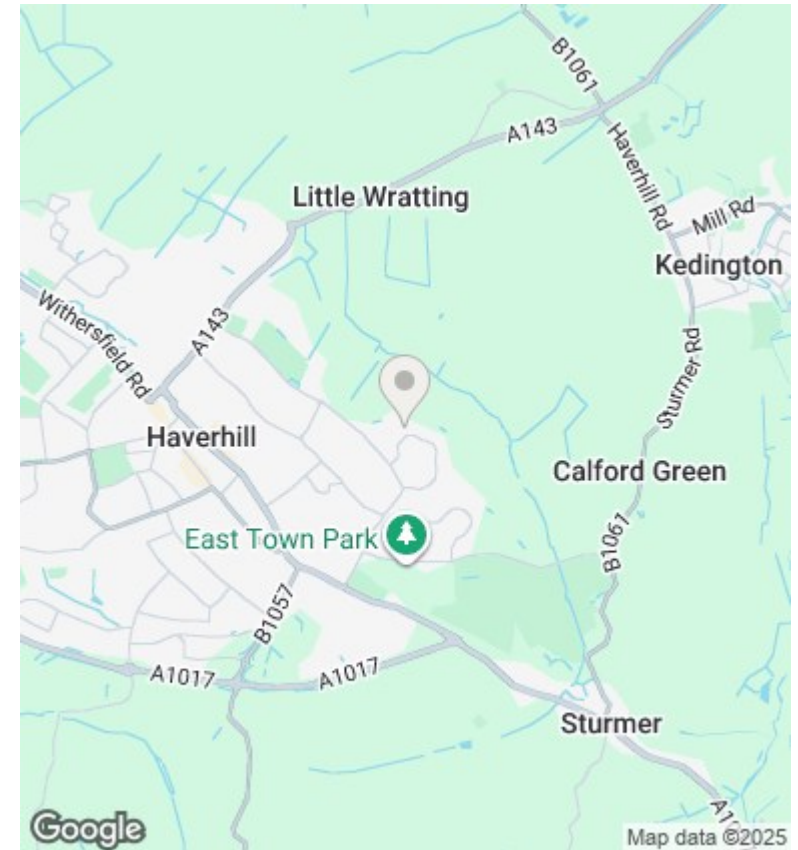 B1061
A143
Haverhill Rd
Little Wratting
Mill Rd
Kedington
Withersfield Rd
A143
Sturmer Rd
Haverhill
Calford Green
East Town Park
B1061
B1057
A1017
A1017
Sturmer
Google
Map data ©2025